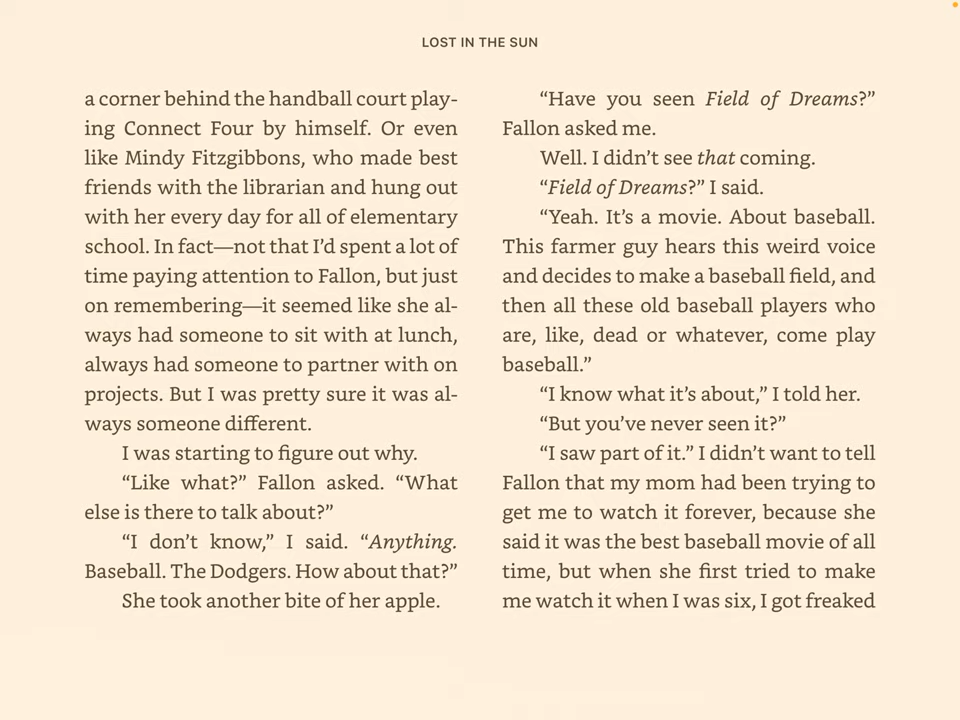 LOST IN THE SUN
a corner behind the handball court play-
ing Connect Four by himself. Or even
like Mindy Fitzgibbons, who made best
friends with the librarian and hung out
with her every day for all of elementary
school. In fact—not that I’d spent a lot of
time paying attention to Fallon, but just
on remembering—it seemed like she al-
ways had someone to sit with at lunch,
always had someone to partner with on
projects. But I was pretty sure it was al-
ways someone different.
I was starting to figure out why.
“Like what?” Fallon asked. “What
else is there to talk about?”
“I don’t know,” I said. “Anything.
Baseball. The Dodgers. How about that?”
She took another bite of her apple.
“Have you seen Field of Dreams?”
Fallon asked me.
Well. I didn’t see that coming.
“Field of Dreams?” I said.
“Yeah. It’s a movie. About baseball.
This farmer guy hears this weird voice
and decides to make a baseball field, and
then all these old baseball players who
are, like, dead or whatever, come play
baseball.”
“I know what it’s about,” I told her.
“But you’ve never seen it?”
“I saw part of it.” I didn’t want to tell
Fallon that my mom had been trying to
get me to watch it forever, because she
said it was the best baseball movie of all
time, but when she first tried to make
me watch it when I was six, I got freaked